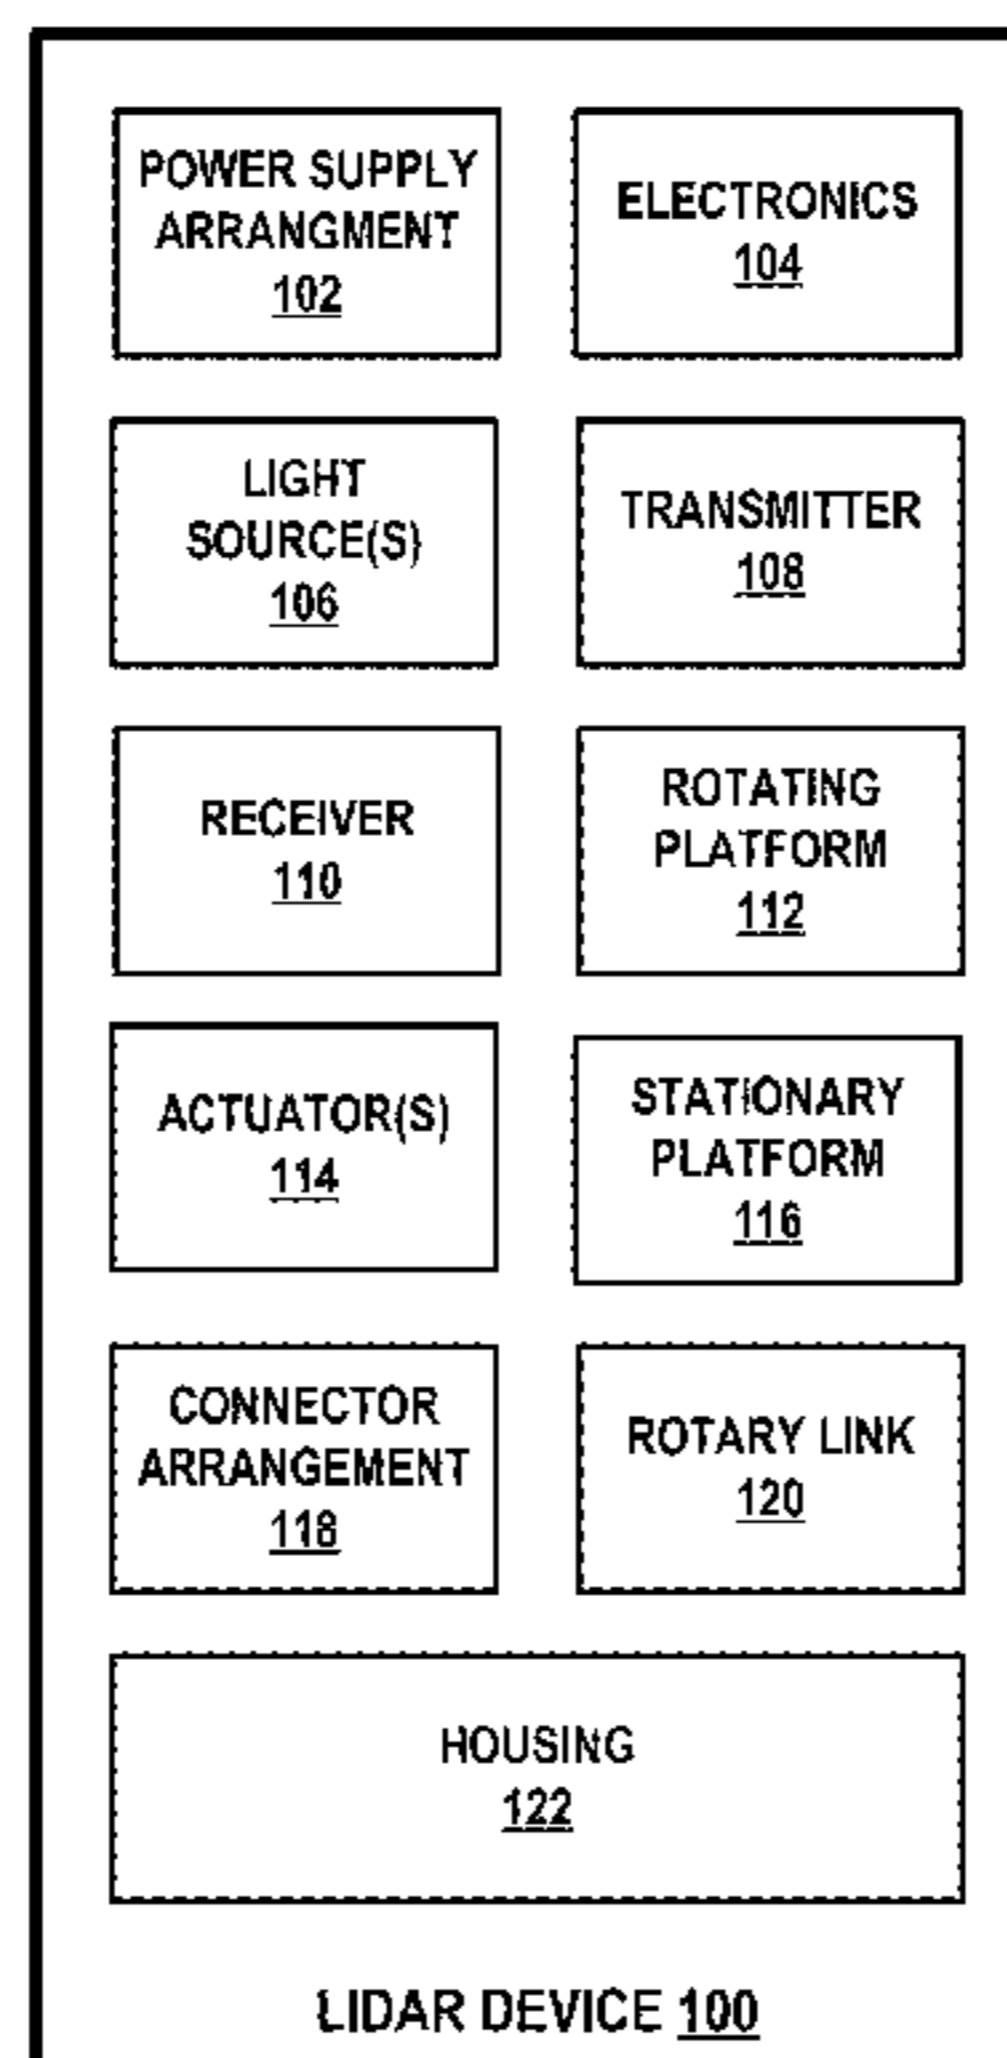 POWER SUPPLY
ARRANGMENT
102
ELECTRONICS
104
LIGHT
SOURCE(S)
106
TRANSMITTER
108
RECEIVER
110
ROTATING
PLATFORM
112
ACTUATOR(S)
114
STATIONARY
PLATFORM
116
CONNECTOR
ARRANGEMENT
118
ROTARY LINK
120
HOUSING
122
LIDAR DEVICE 100